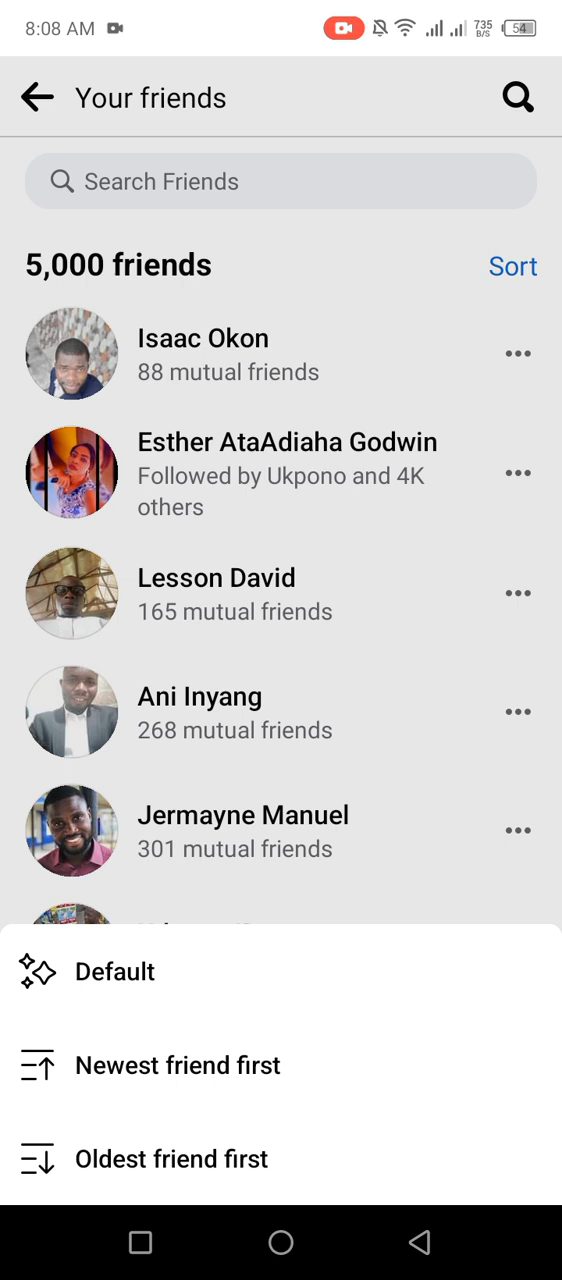 8:08 AM
735
B/S
54
Your friends
Search Friends
5,000 friends
Sort
Isaac Okon
88 mutual friends
Esther AtaAdiaha Godwin
Followed by Ukpono and 4K
others
Lesson David
165 mutual friends
Ani Inyang
268 mutual friends
Jermayne Manuel
301 mutual friends
Default
Newest friend first
Oldest friend first